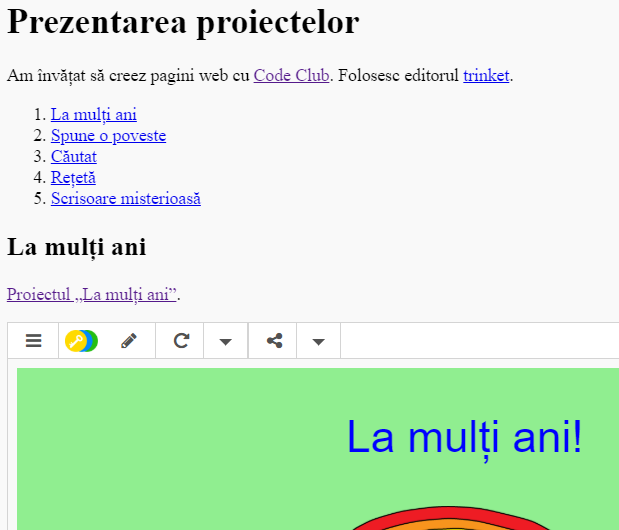 Prezentarea proiectelor
Am învățat să creez pagini web cu Code Club. Folosesc editorul trinket.
1. La mulți ani
2. Spune o poveste
3. Căutat
4. Rețetă
5. Scrisoare misterioasă
La mulți ani
Proiectul „La mulți ani”.
La mulți ani!